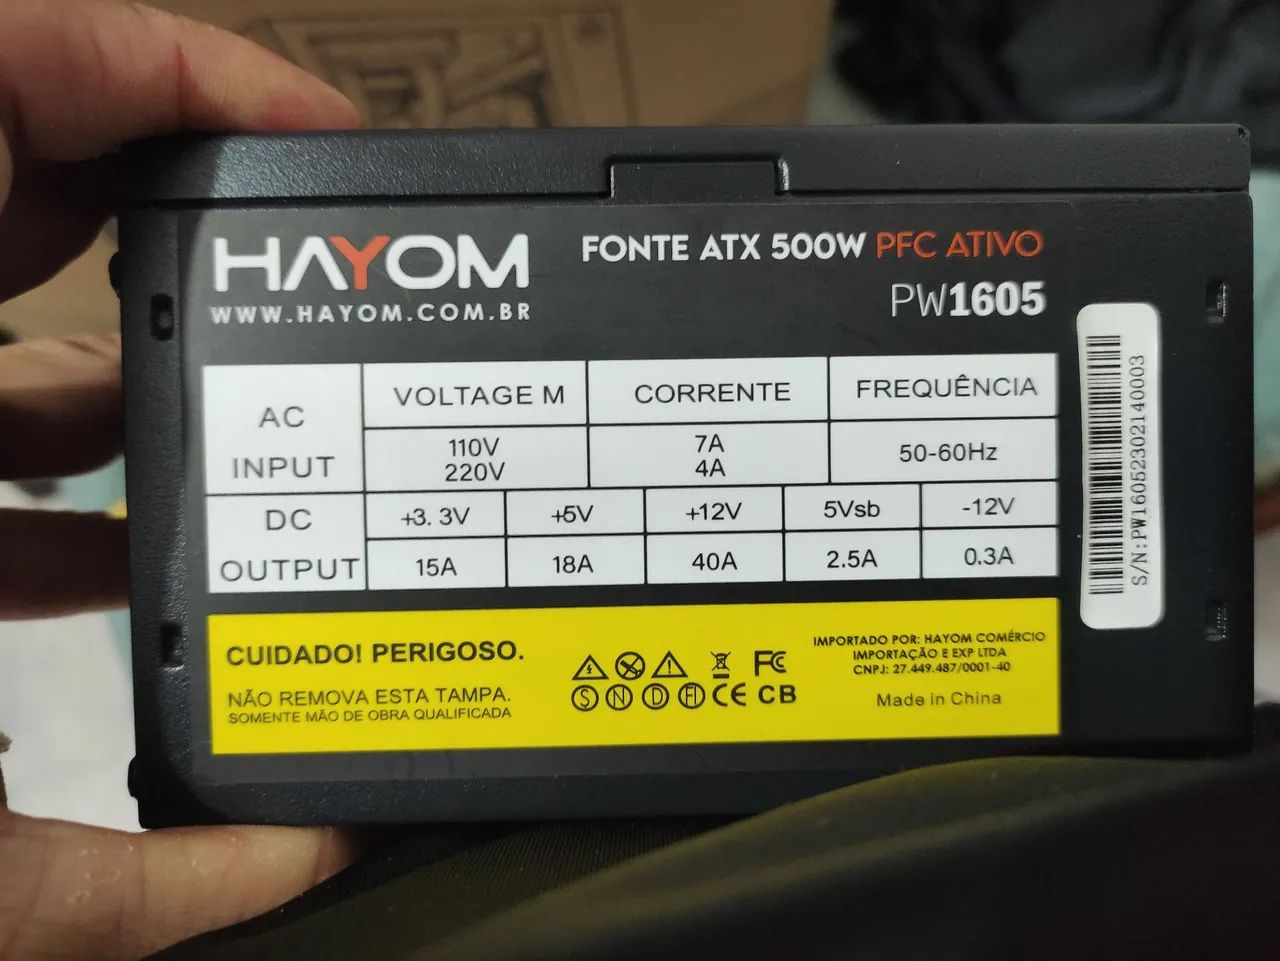 HAYOM
WWW.HAYOM.COM.BR
FONTE ATX 500W PFC ATIVO
PW1605
AC INPUT
VOLTAGE M
CORRENTE
FREQUÊNCIA
110V
220V
7A
4A
50-60Hz
DC OUTPUT
+3.3V
+5V
+12V
5Vsb
-12V
15A
18A
40A
2.5A
0.3A
S/N:PW16052302140003
CUIDADO! PERIGOSO.
NÃO REMOVA ESTA TAMPA.
SOMENTE MÃO DE OBRA QUALIFICADA
FC
S N D FI CE CB
IMPORTADO POR: HAYOM COMÉRCIO
IMPORTAÇÃO E EXP LTDA
CNPJ: 27.449.487/0001-40
Made in China